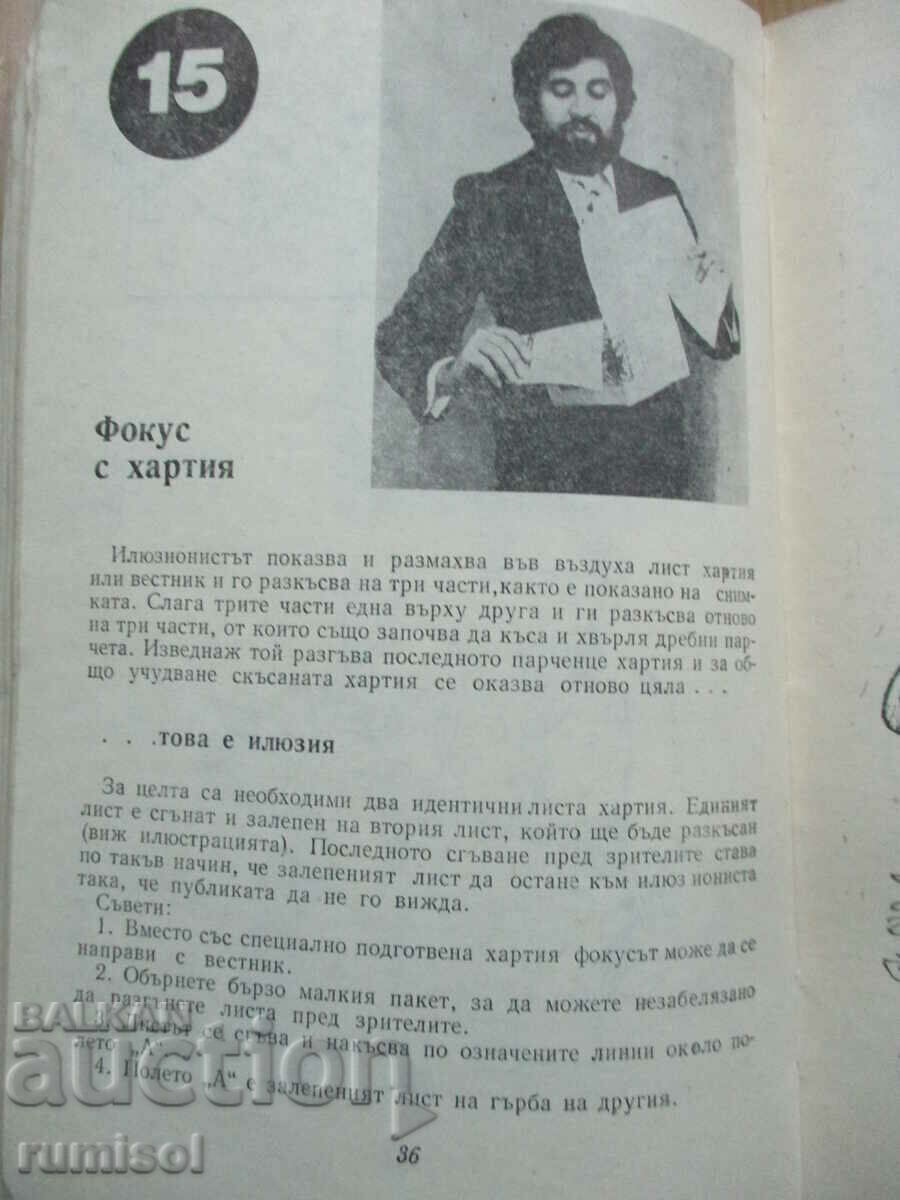 15
Фокус
с хартия
Илюзионистът показва и размахва във въздуха лист хартия
или вестник и го разкъсва на три части, както е показано на сним-
ката. Слага трите части една върху друга и ги разкъсва отново
на три части, от които също започва да къса и хвърля дребни пар-
чета. Изведнаж той разгъва последното парченце хартия и за об-
що учудване скъсаната хартия се оказва отново цяла . . .
. . .това е илюзия
За целта са необходими два идентични листа хартия. Единият
лист е сгънат и залепен на втория лист, който ще бъде разкъсан
(виж илюстрацията). Последното сгъване пред зрителите става
по такъв начин, че залепеният лист да остане към илюзиониста
така, че публиката да не го вижда.
Съвети:
1. Вместо със специално подготвена хартия фокусът може да се
направи с вестник.
2. Обърнете бързо малкия пакет, за да можете незабелязано
да разгънете листа пред зрителите.
3. Листът се сгъва и накъсва по означените линии около по-
лето „А“
4. Полето „А“ е залепеният лист на гърба на другия.
36
BALKAN
auction
rumisol